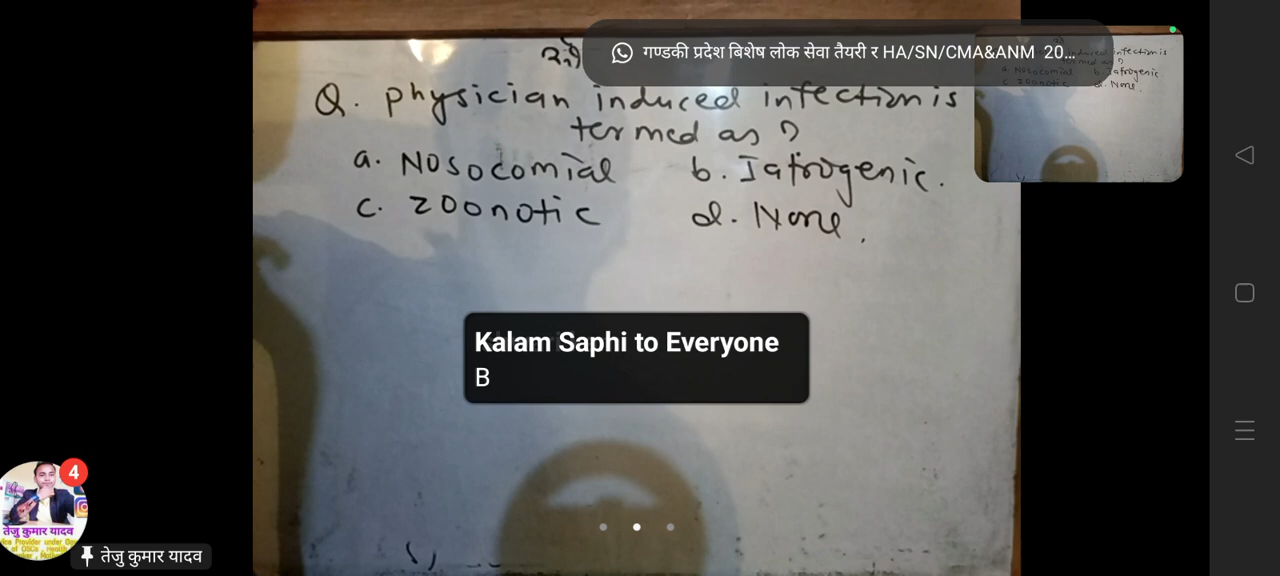 गण्डकी प्रदेश बिशेष लोक सेवा तैयरी र HA/SN/CMA&ANM 20...
Q. physician induced infection is
termed as ?
a. Nosocomial b. Iatrogenic.
c. zoonotic d. None.
Kalam Saphi to Everyone
B
4
तेजु कुमार यादव
तेजु कुमार यादव